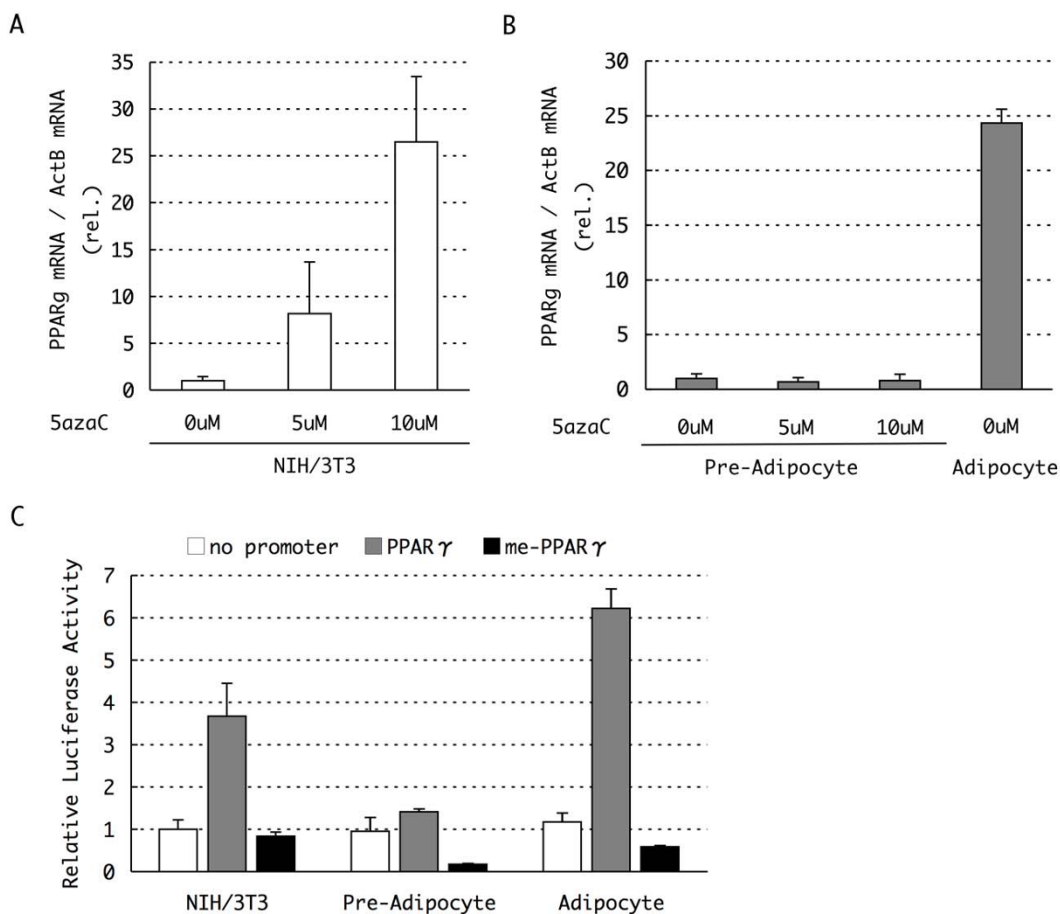 A
PPARg mRNA / ActB mRNA
(rel.)
35
30
25
20
15
10
5
0
5azaC
0uM
5uM
10uM
NIH/3T3
B
PPARg mRNA / ActB mRNA
(rel.)
30
25
20
15
10
5
0
5azaC
0uM
5uM
10uM
0uM
Pre-Adipocyte
Adipocyte
C
no promoter
PPARγ
me-PPARγ
Relative Luciferase Activity
7
6
5
4
3
2
1
0
NIH/3T3
Pre-Adipocyte
Adipocyte